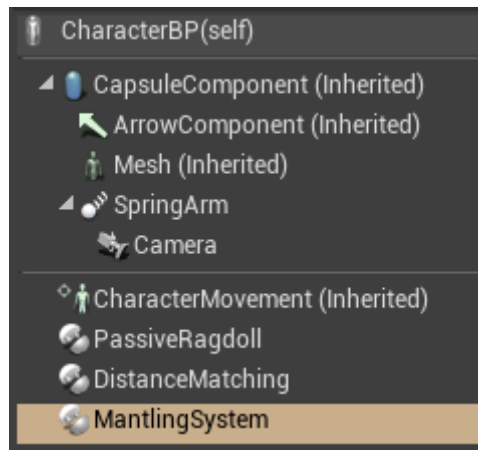 CharacterBP(self)
CapsuleComponent (Inherited)
ArrowComponent (Inherited)
Mesh (Inherited)
SpringArm
Camera
CharacterMovement (Inherited)
PassiveRagdoll
DistanceMatching
MantlingSystem